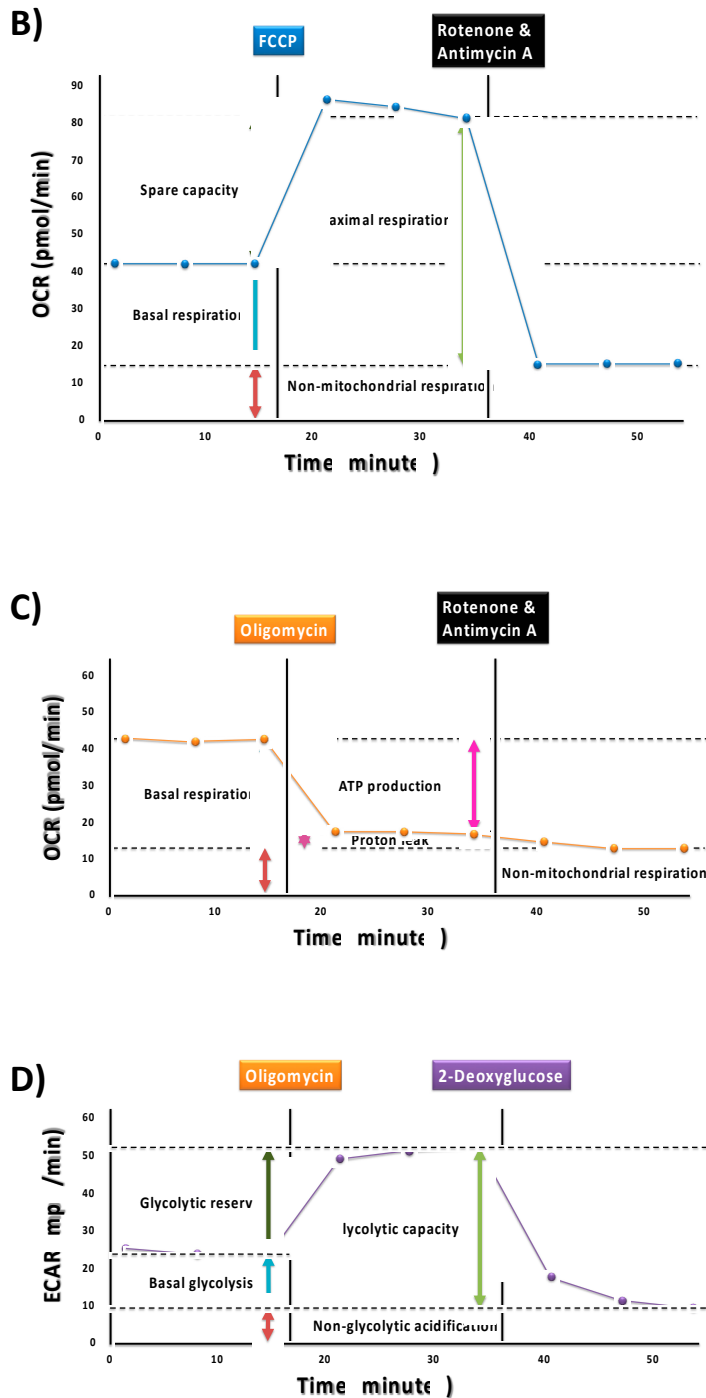 B)
FCCP
Rotenone &
Antimycin A
OCR (pmol/min)
90
80
70
60
50
40
30
20
10
0
Spare capacity
aximal respiration
Basal respiration
Non-mitochondrial respiration
0 10 20 30 40 50
Time minute )
C)
Oligomycin
Rotenone &
Antimycin A
OCR (pmol/min)
60
50
40
30
20
10
0
Basal respiration
ATP production
Proton leak
Non-mitochondrial respiration
0 10 20 30 40 50
Time minute )
D)
Oligomycin
2-Deoxyglucose
ECAR mp /min)
60
50
40
30
20
10
0
Glycolytic reserv
lycolytic capacity
Basal glycolysis
Non-glycolytic acidification
0 10 20 30 40 50
Time minute )